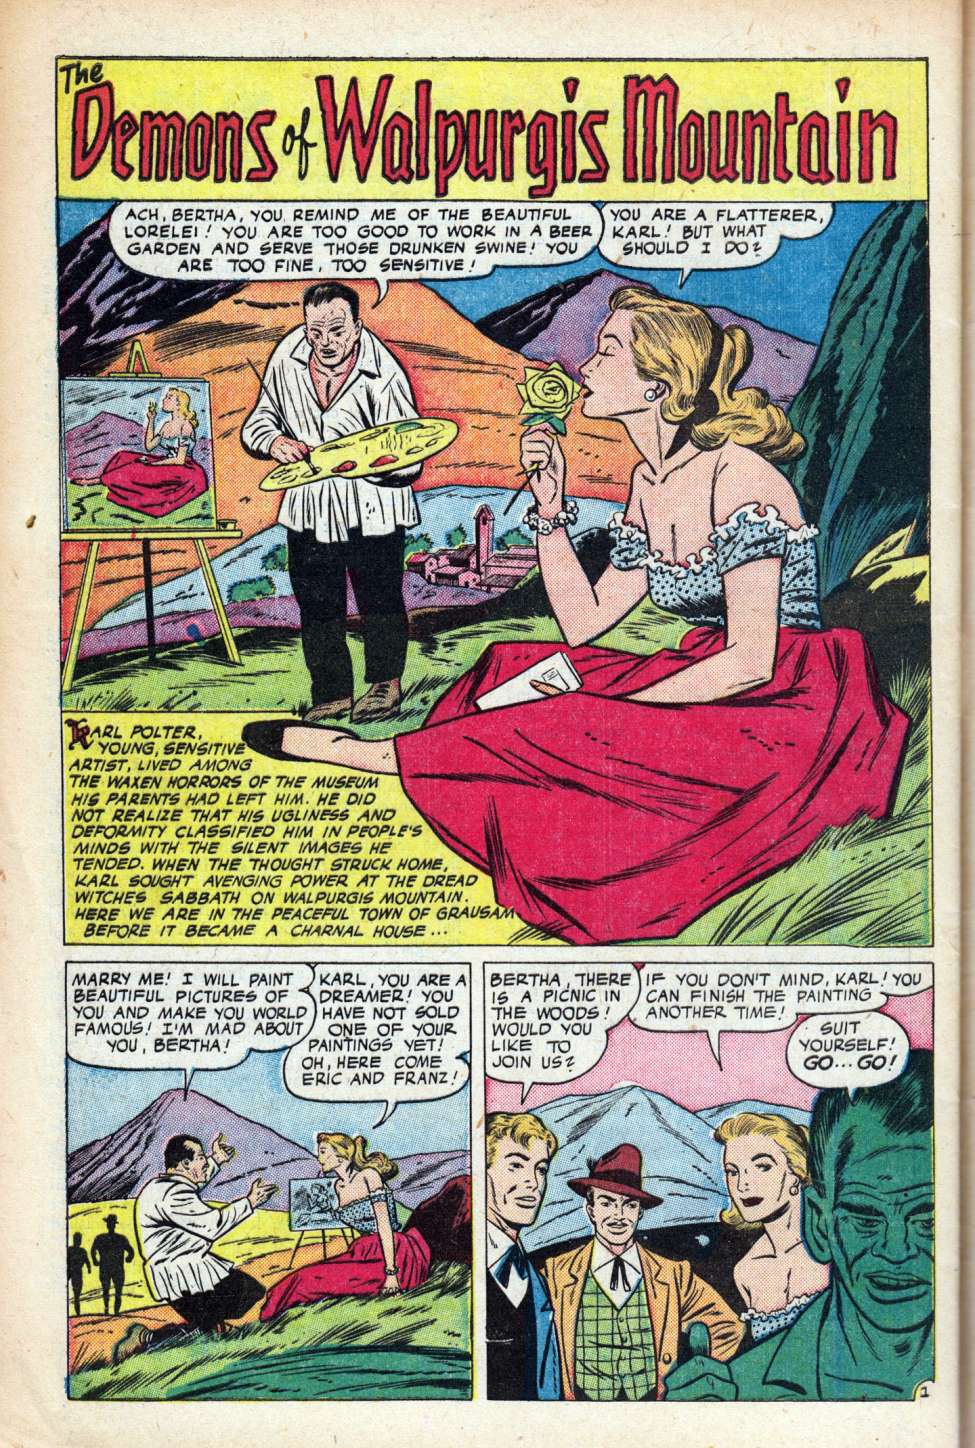 The
Demons of Walpurgis Mountain
ACH, BERTHA, YOU REMIND ME OF THE BEAUTIFUL
LORELEI! YOU ARE TOO GOOD TO WORK IN A BEER
GARDEN AND SERVE THOSE DRUNKEN SWINE! YOU
ARE TOO FINE, TOO SENSITIVE!
YOU ARE A FLATTERER,
KARL! BUT WHAT
SHOULD I DO?
KARL POLTER,
YOUNG, SENSITIVE
ARTIST, LIVED AMONG
THE WAXEN HORRORS OF THE MUSEUM
HIS PARENTS HAD LEFT HIM. HE DID
NOT REALIZE THAT HIS UGLINESS AND
DEFORMITY CLASSIFIED HIM IN PEOPLE'S
MINDS WITH THE SILENT IMAGES HE
TENDED. WHEN THE THOUGHT STRUCK HOME,
KARL SOUGHT AVENGING POWER AT THE DREAD
WITCHES SABBATH ON WALPURGIS MOUNTAIN.
HERE WE ARE IN THE PEACEFUL TOWN OF GRAUSAM
BEFORE IT BECAME A CHARNAL HOUSE...
MARRY ME! I WILL PAINT
BEAUTIFUL PICTURES OF
YOU AND MAKE YOU WORLD
FAMOUS! I'M MAD ABOUT
YOU, BERTHA!
KARL, YOU ARE A
DREAMER! YOU
HAVE NOT SOLD
ONE OF YOUR
PAINTINGS YET!
OH, HERE COME
ERIC AND FRANZ!
BERTHA, THERE
IS A PICNIC IN
THE WOODS!
WOULD YOU
LIKE TO
JOIN US?
IF YOU DON'T MIND, KARL! YOU
CAN FINISH THE PAINTING
ANOTHER TIME!
SUIT
YOURSELF!
GO...GO!
1